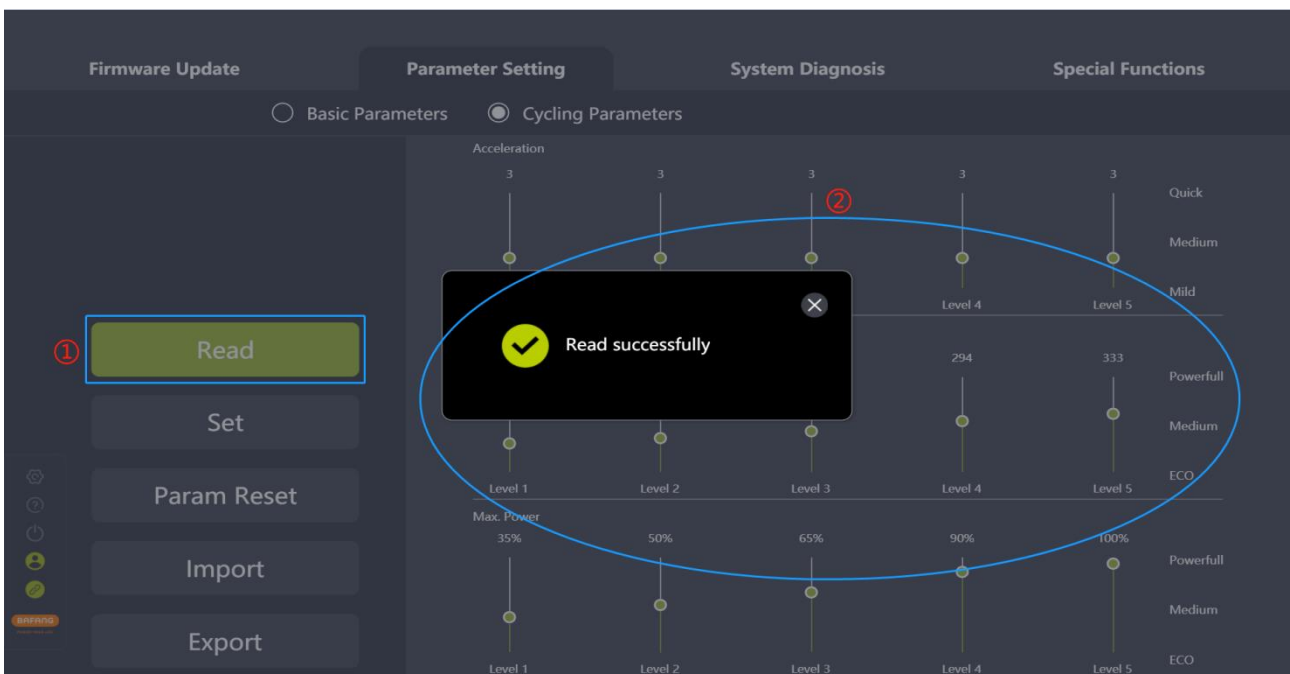 Firmware Update Parameter Setting System Diagnosis Special Functions
Basic Parameters Cycling Parameters
Acceleration
3 3 3 3 3
②
Quick
Medium
Mild
Level 4 Level 5
Read successfully
① Read
294 333
Powerfull
Medium
ECO
Set
Level 1 Level 2 Level 3 Level 4 Level 5
Param Reset
Max. Power
35% 50% 65% 90% 100%
Powerfull
Medium
ECO
Import
BAFANG
Export
Level 1 Level 2 Level 3 Level 4 Level 5